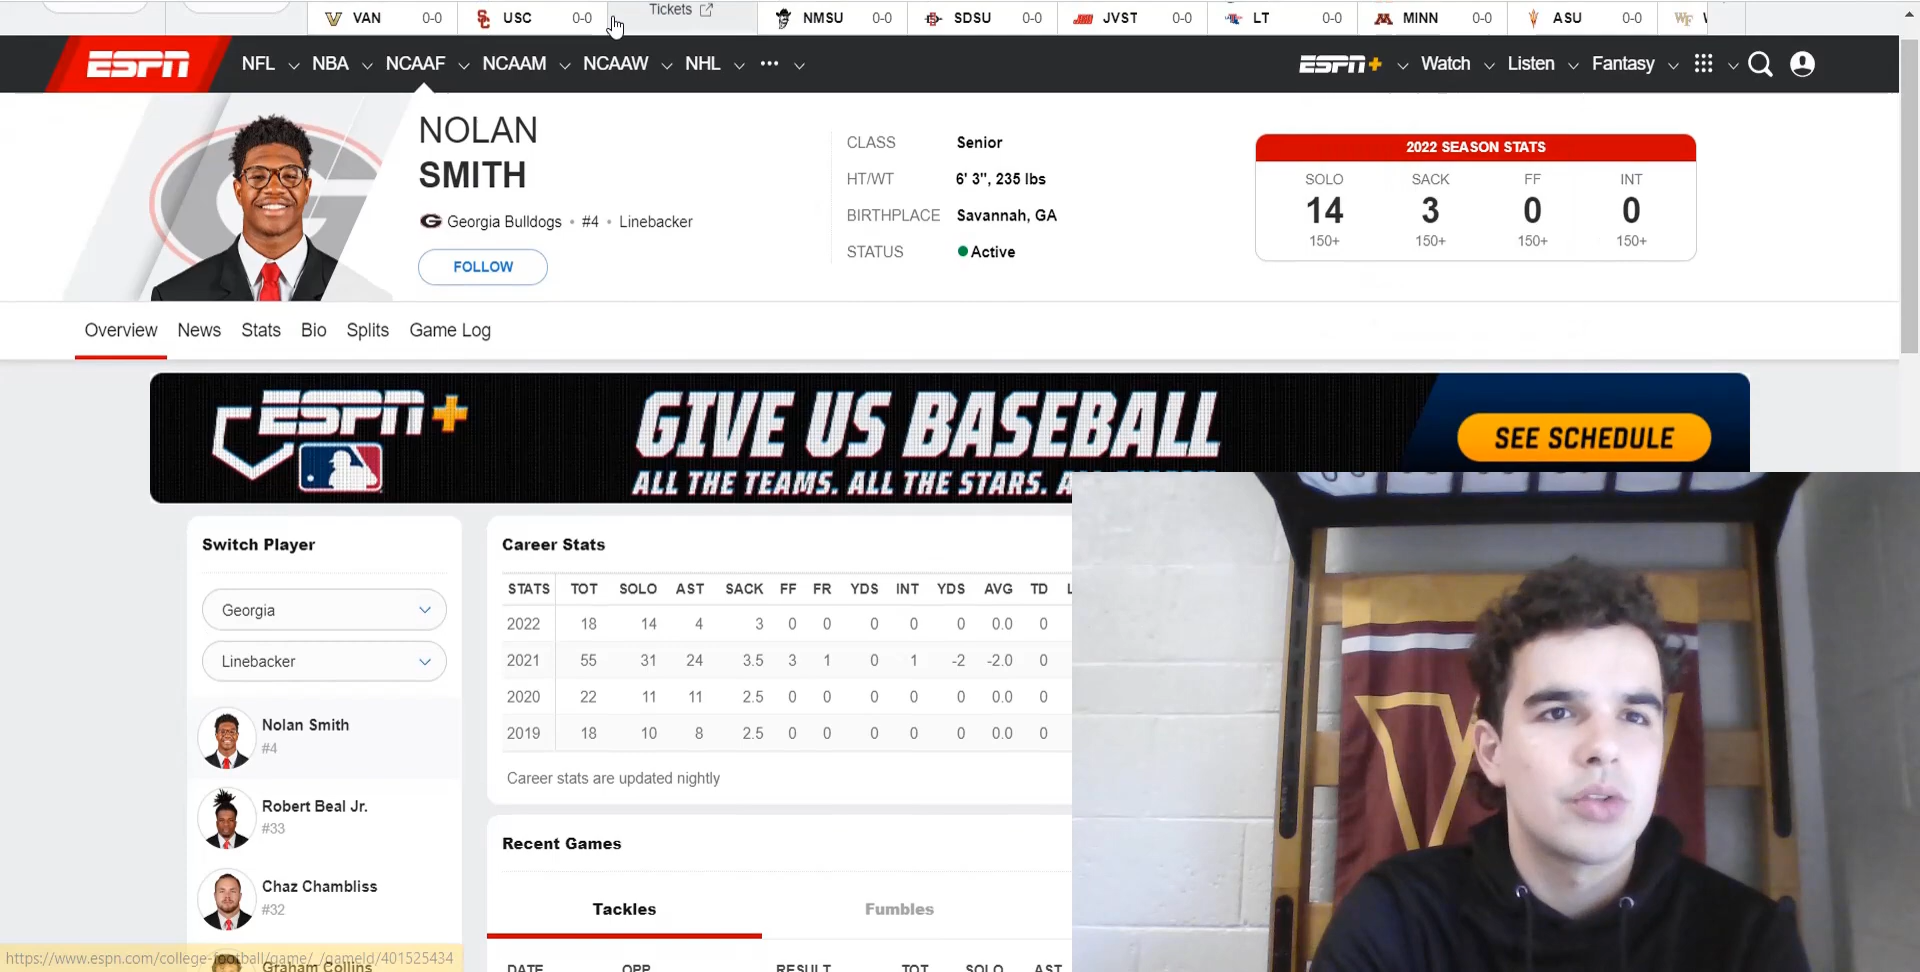 Tickets
VAN 0-0
USC 0-0
NMSU 0-0
SDSU 0-0
JVST 0-0
LT 0-0
MINN 0-0
ASU 0-0
WF
ESPN NFL NBA NCAAF NCAAM NCAAW NHL ••• ESPN+ Watch Listen Fantasy
NOLAN
SMITH
Georgia Bulldogs • #4 • Linebacker
FOLLOW
CLASS Senior
HT/WT 6' 3", 235 lbs
BIRTHPLACE Savannah, GA
STATUS Active
2022 SEASON STATS
SOLO SACK FF INT
14 3 0 0
150+ 150+ 150+ 150+
Overview News Stats Bio Splits Game Log
ESPN+ GIVE US BASEBALL
ALL THE TEAMS. ALL THE STARS.
SEE SCHEDULE
Switch Player
Georgia
Linebacker
Nolan Smith
#4
Robert Beal Jr.
#33
Chaz Chambliss
#32
Graham Collins
Career Stats
STATS TOT SOLO AST SACK FF FR YDS INT YDS AVG TD
2022 18 14 4 3 0 0 0 0 0 0.0 0
2021 55 31 24 3.5 3 1 0 1 -2 -2.0 0
2020 22 11 11 2.5 0 0 0 0 0 0.0 0
2019 18 10 8 2.5 0 0 0 0 0 0.0 0
Career stats are updated nightly
Recent Games
Tackles Fumbles
DATE OPP RESULT TOT SOLO AST
https://www.espn.com/college-football/game/_/gameId/401525434